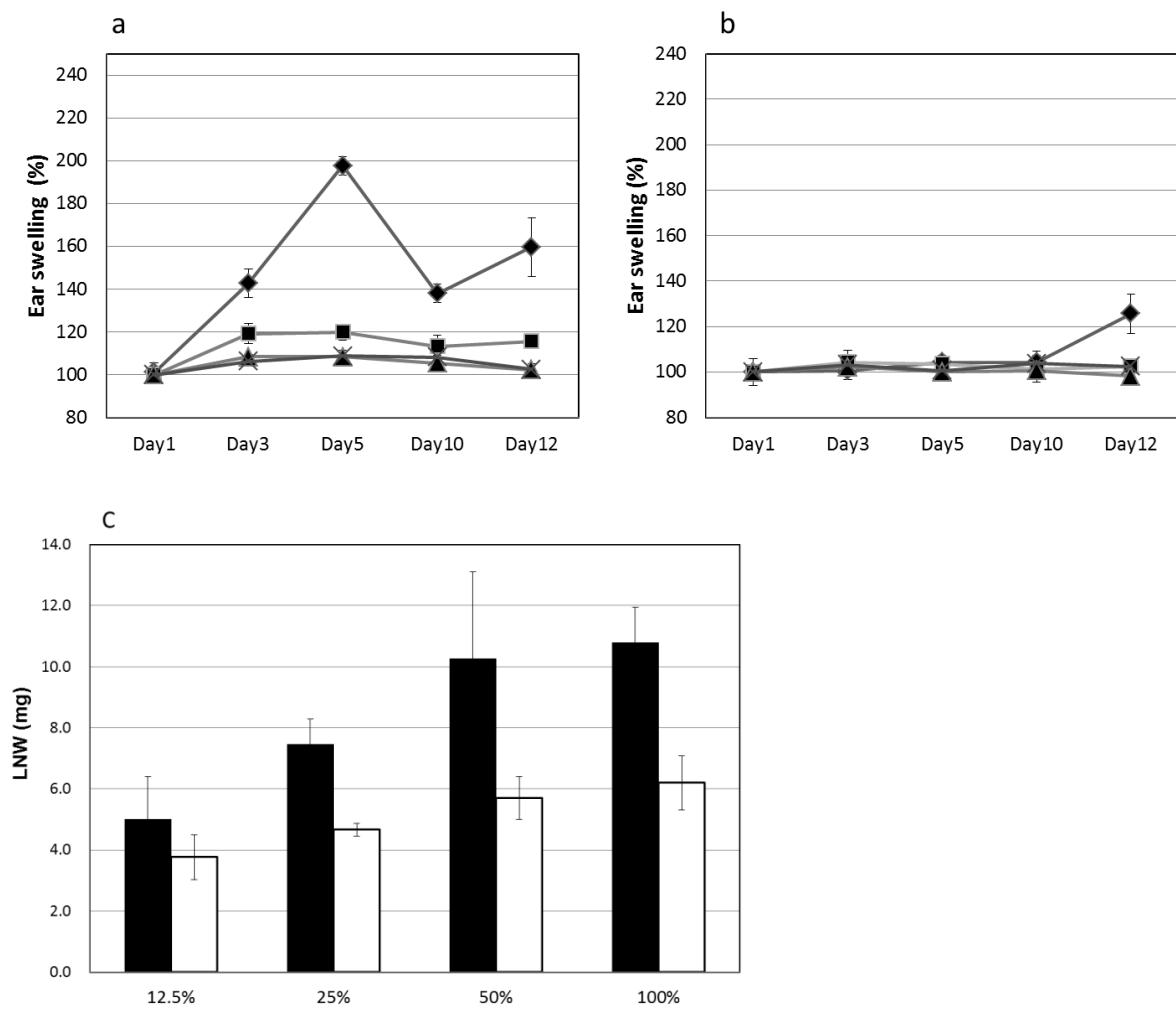 a
Ear swelling (%)
240
220
200
180
160
140
120
100
80
Day1 Day3 Day5 Day10 Day12
b
Ear swelling (%)
240
220
200
180
160
140
120
100
80
Day1 Day3 Day5 Day10 Day12
c
LNW (mg)
14.0
12.0
10.0
8.0
6.0
4.0
2.0
0.0
12.5% 25% 50% 100%